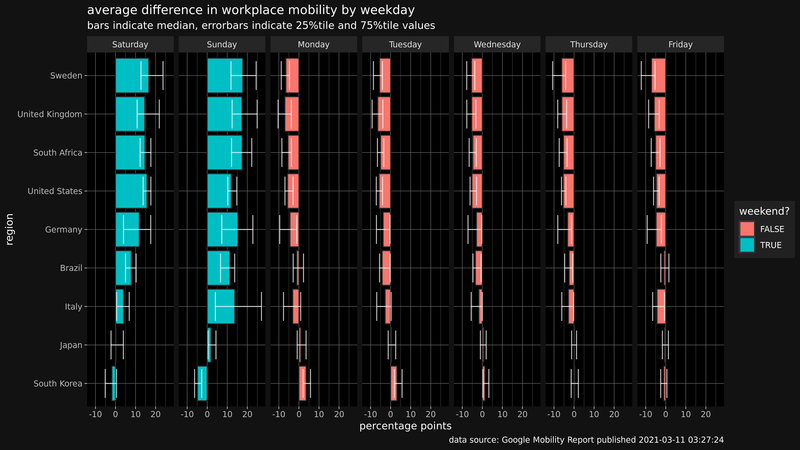 average difference in workplace mobility by weekday
bars indicate median, errorbars indicate 25%tile and 75%tile values
Saturday Sunday Monday Tuesday Wednesday Thursday Friday
Sweden
United Kingdom
South Africa
United States
Germany
Brazil
Italy
Japan
South Korea
region
weekend?
FALSE
TRUE
-10 0 10 20 -10 0 10 20 -10 0 10 20 -10 0 10 20 -10 0 10 20 -10 0 10 20 -10 0 10 20
percentage points
data source: Google Mobility Report published 2021-03-11 03:27:24